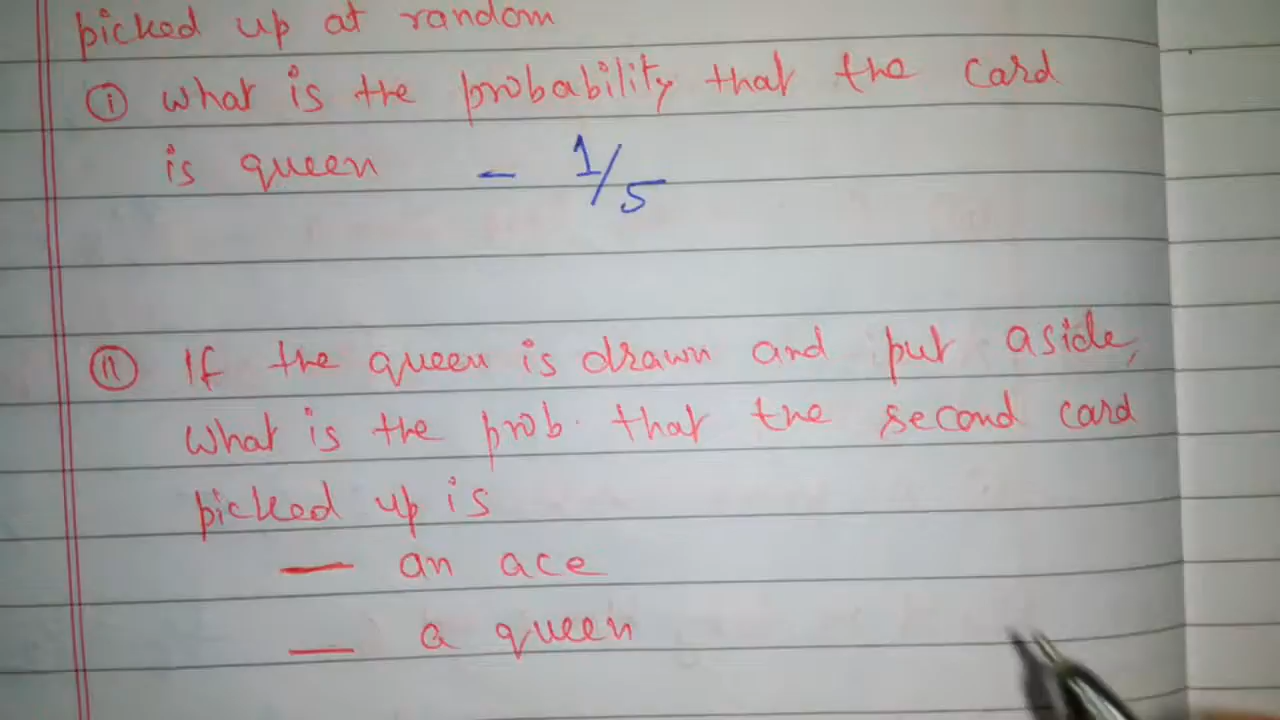 picked up at random
(i) What is the probability that the card
is queen - 1/5
(ii) If the queen is drawn and put aside,
What is the prob. that the second card
picked up is
— an ace
— a queen